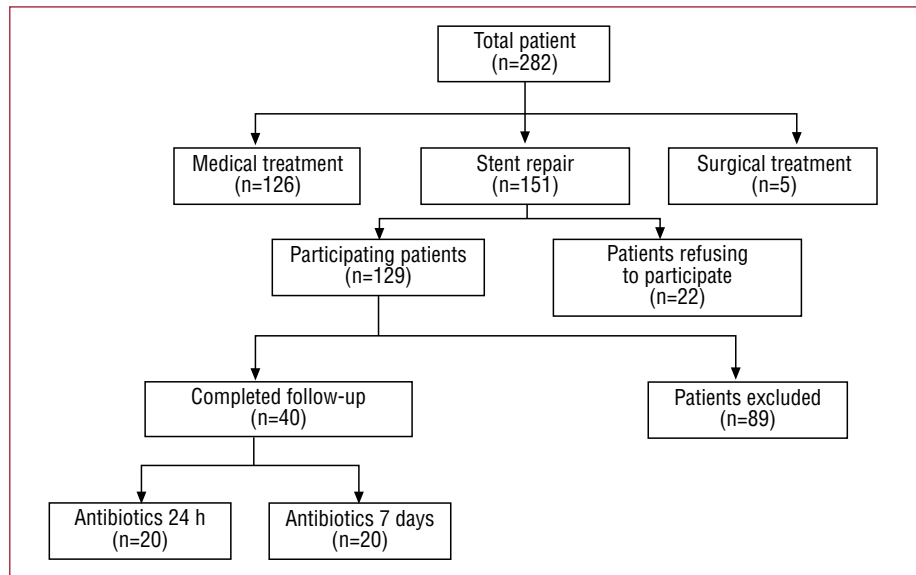 Total patient
(n=282)
Medical treatment
(n=126)
Stent repair
(n=151)
Surgical treatment
(n=5)
Participating patients
(n=129)
Patients refusing
to participate
(n=22)
Completed follow-up
(n=40)
Patients excluded
(n=89)
Antibiotics 24 h
(n=20)
Antibiotics 7 days
(n=20)